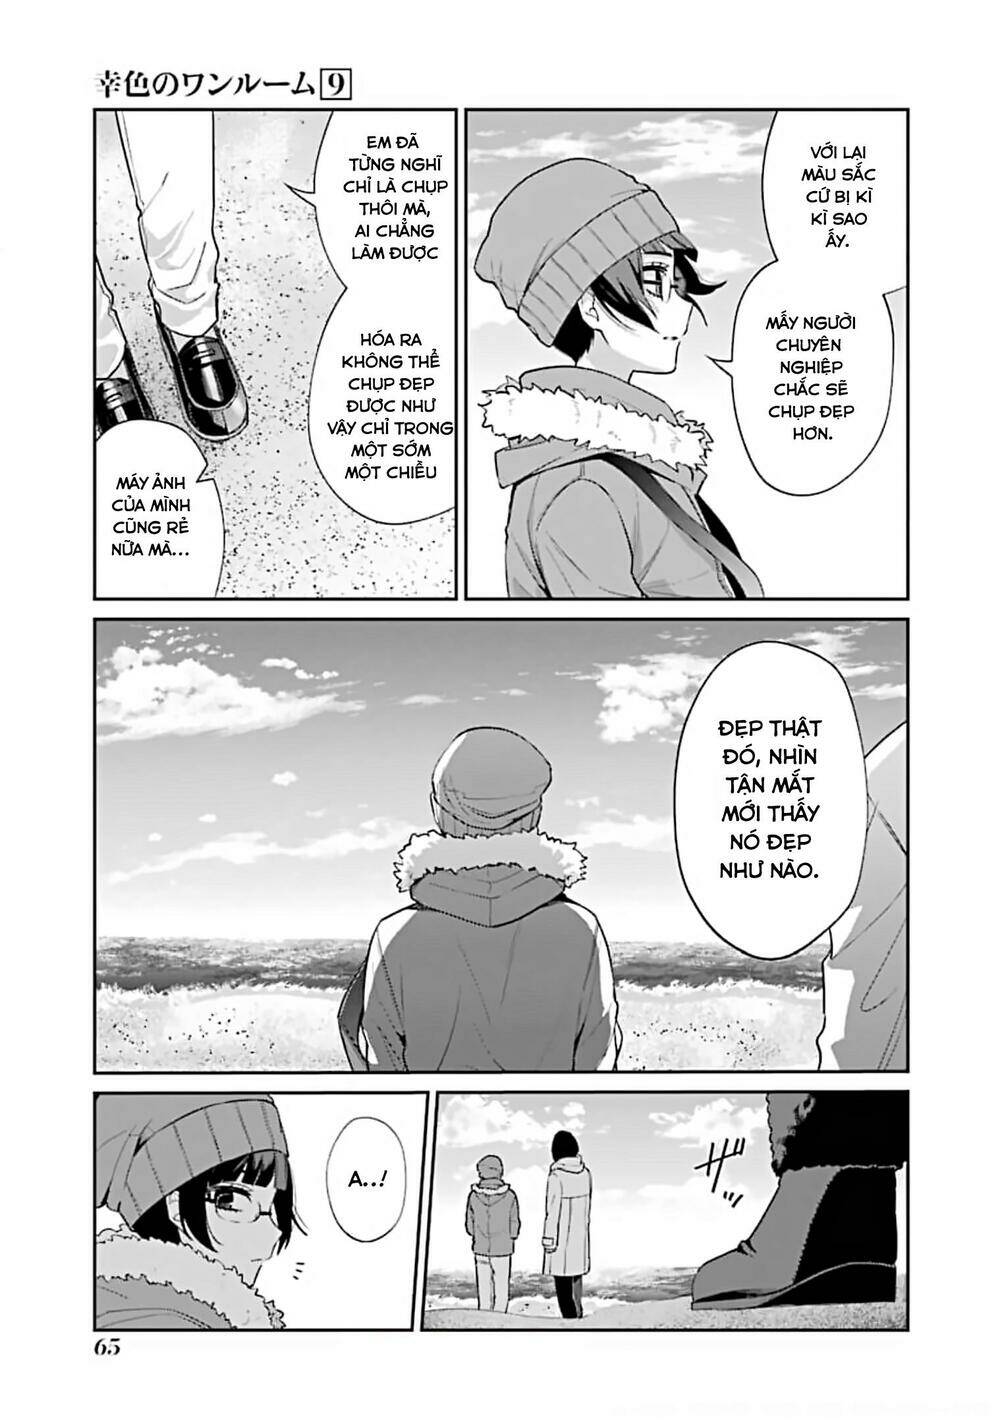 幸色のワンルーム 9
VỚI LẠI
MÀU SẮC
CỨ BỊ KÌ
KÌ SAO
ẤY.
MẤY NGƯỜI
CHUYÊN
NGHIỆP
CHẮC SẼ
CHỤP ĐẸP
HƠN.
EM ĐÃ
TỪNG NGHĨ
CHỈ LÀ CHỤP
THÔI MÀ,
AI CHẲNG
LÀM ĐƯỢC
HÓA RA
KHÔNG THỂ
CHỤP ĐẸP
ĐƯỢC NHƯ
VẬY CHỈ TRONG
MỘT SỚM
MỘT CHIỀU
MÁY ẢNH
CỦA MÌNH
CŨNG RẺ
NỮA MÀ...
ĐẸP THẬT
ĐÓ, NHÌN
TẬN MẮT
MỚI THẤY
NÓ ĐẸP
NHƯ NÀO.
ザッ
A..!
65